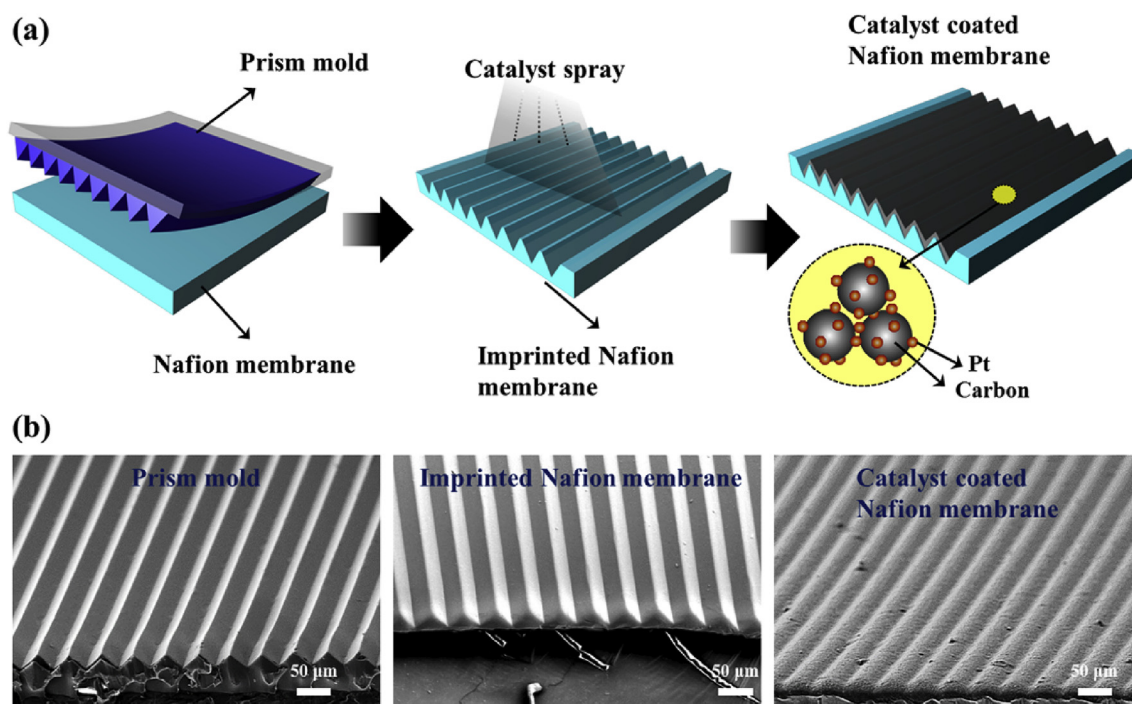 (a)
Prism mold
Nafion membrane
Catalyst spray
Imprinted Nafion
membrane
Catalyst coated
Nafion membrane
Pt
Carbon
(b)
Prism mold
50 μm
Imprinted Nafion membrane
50 μm
Catalyst coated
Nafion membrane
50 μm